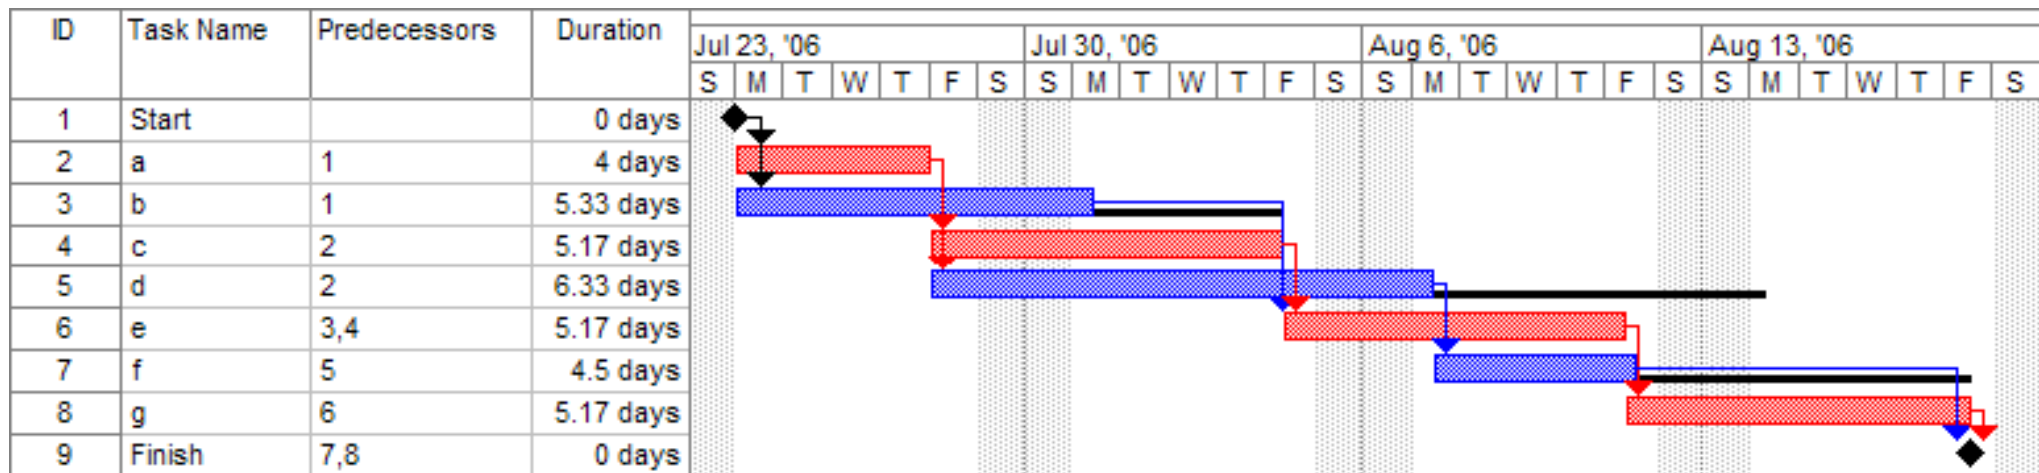 ID Task Name Predecessors Duration
Jul 23, '06 Jul 30, '06 Aug 6, '06 Aug 13, '06
S M T W T F S S M T W T F S S M T W T F S S M T W T F S
1 Start 0 days
2 a 1 4 days
3 b 1 5.33 days
4 c 2 5.17 days
5 d 2 6.33 days
6 e 3,4 5.17 days
7 f 5 4.5 days
8 g 6 5.17 days
9 Finish 7,8 0 days